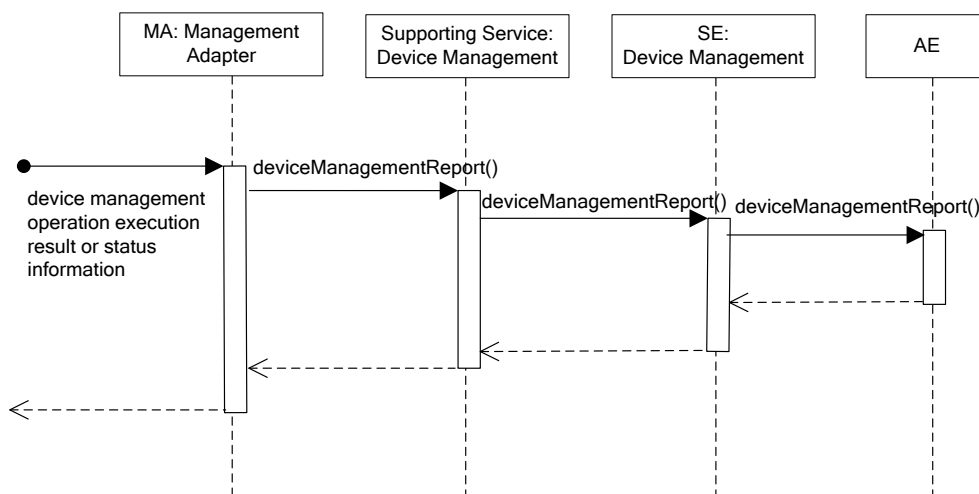 MA: Management
Adapter
Supporting Service:
Device Management
SE:
Device Management
AE
deviceManagementReport()
deviceManagementReport()
deviceManagementReport()
device management
operation execution
result or status
information